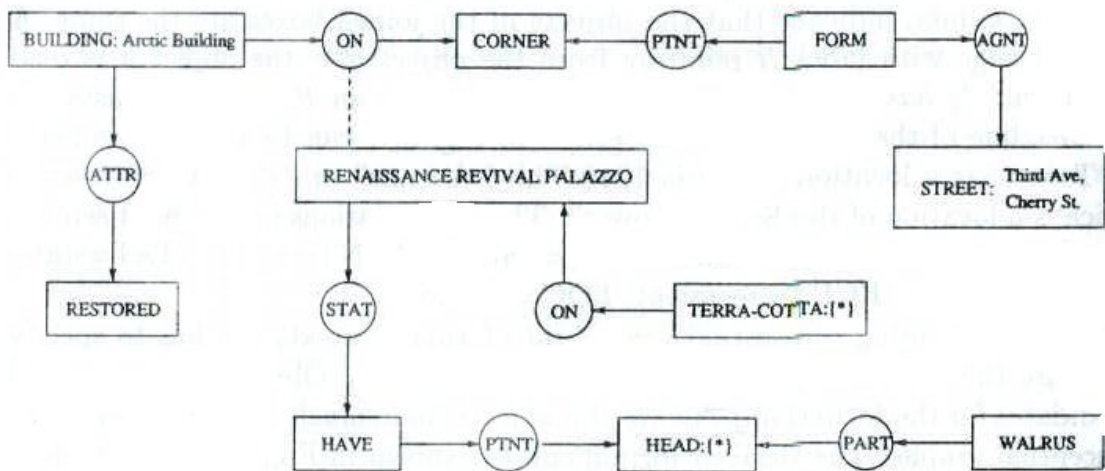 BUILDING: Arctic Building
ON
CORNER
PTNT
FORM
AGNT
ATTR
RENAISSANCE REVIVAL PALAZZO
STREET: Third Ave,
Cherry St.
RESTORED
STAT
ON
TERRA-COTTA:{*}
HAVE
PTNT
HEAD:{*}
PART
WALRUS